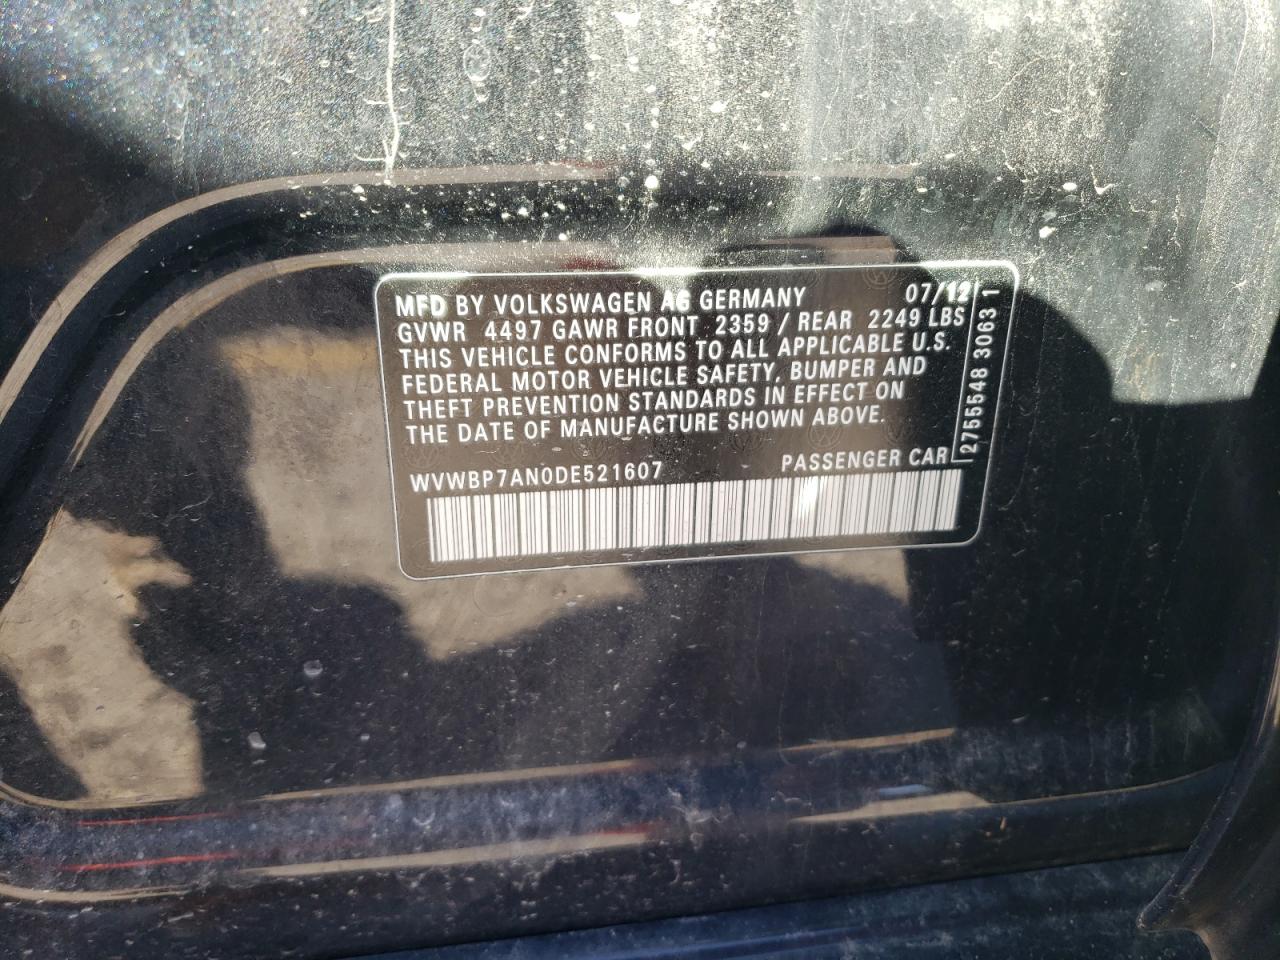 MFD BY VOLKSWAGEN AG GERMANY 07/12
GVWR 4497 GAWR FRONT 2359 / REAR 2249 LBS
THIS VEHICLE CONFORMS TO ALL APPLICABLE U.S.
FEDERAL MOTOR VEHICLE SAFETY, BUMPER AND
THEFT PREVENTION STANDARDS IN EFFECT ON
THE DATE OF MANUFACTURE SHOWN ABOVE.
WVWBP7AN0DE521607 PASSENGER CAR
2755548 3063 1